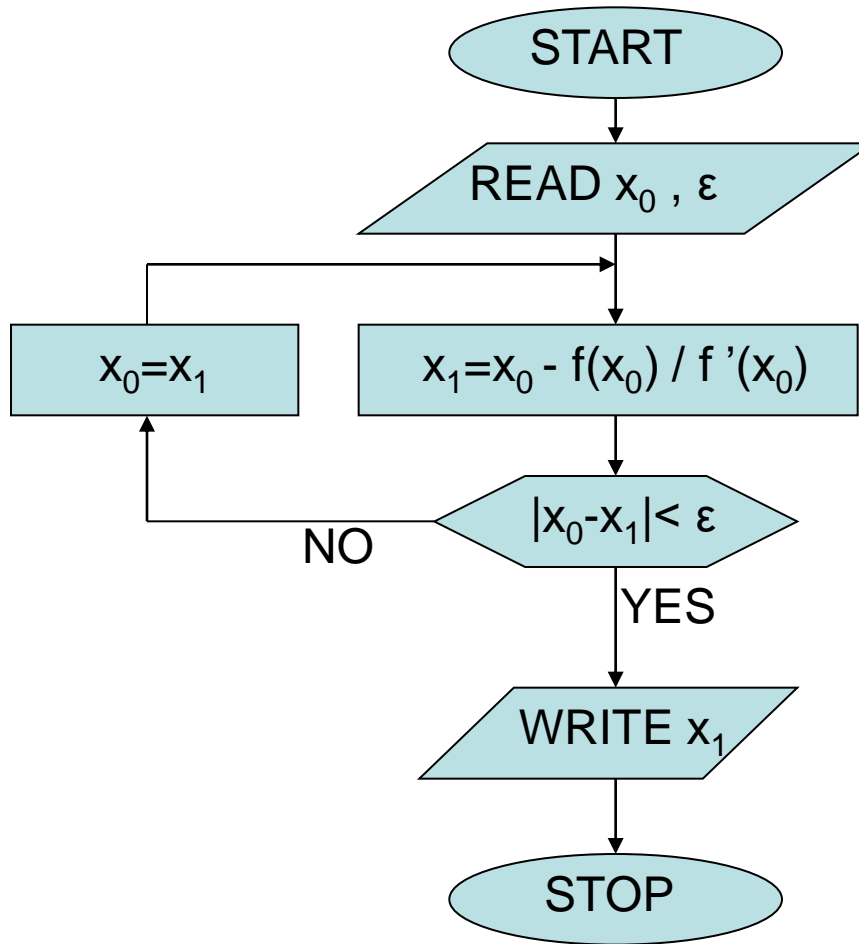 START
READ x₀ , ε
x₀=x₁
x₁=x₀ - f(x₀) / f ’(x₀)
|x₀-x₁|< ε
NO
YES
WRITE x₁
STOP